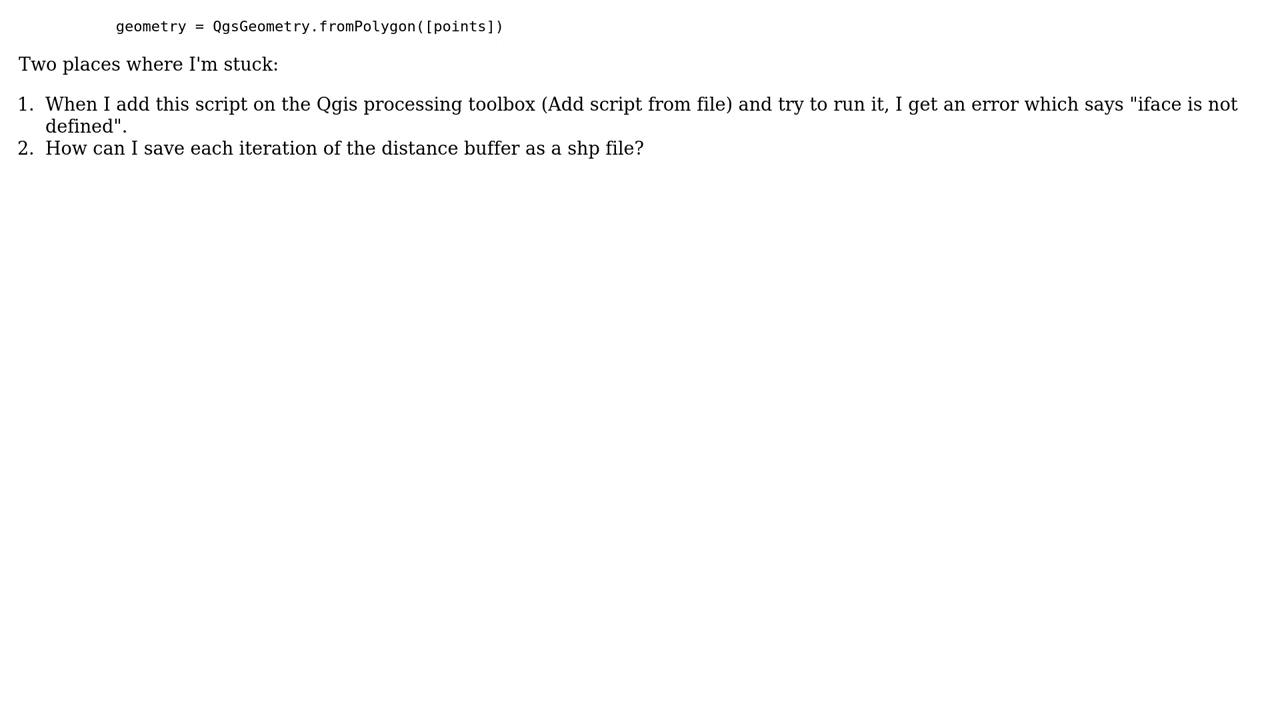 geometry = QgsGeometry.fromPolygon([points])
Two places where I'm stuck:
1. When I add this script on the Qgis processing toolbox (Add script from file) and try to run it, I get an error which says "iface is not
defined".
2. How can I save each iteration of the distance buffer as a shp file?